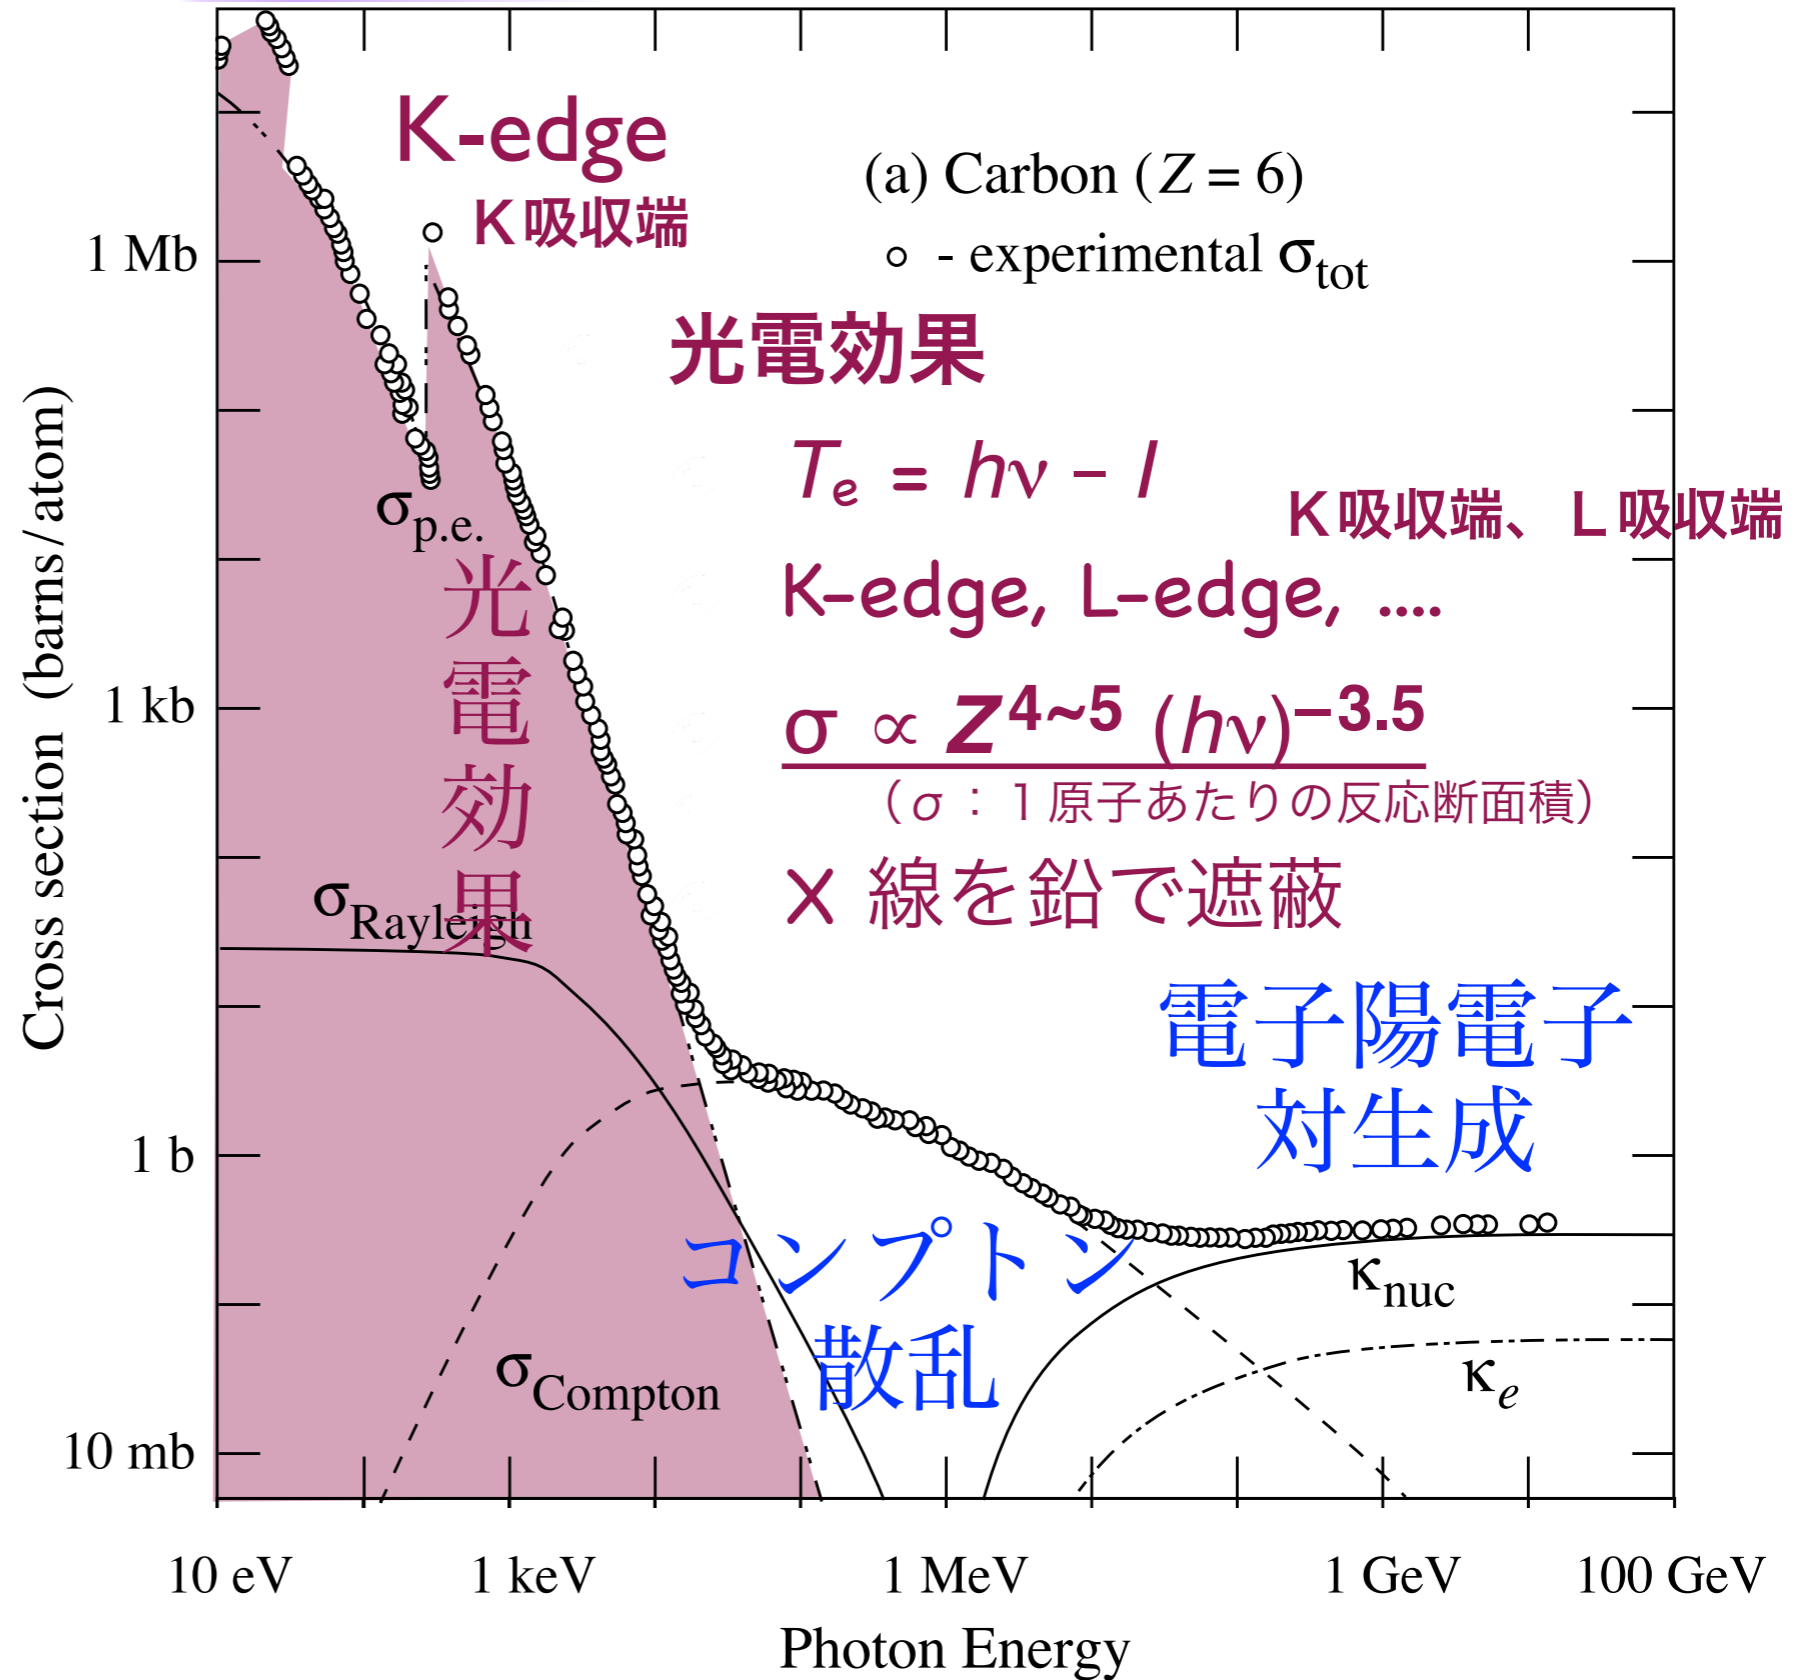 K-edge
K吸収端
(a) Carbon (Z = 6)
- experimental σtot
1 Mb
光電効果
Te = hν − I
K吸収端、L吸収端
σp.e.
K-edge, L-edge, ....
光電効果
1 kb
σ ∝ Z4~5 (hν)−3.5
（σ：１原子あたりの反応断面積）
X 線を鉛で遮蔽
σRayleigh
Cross section (barns/atom)
電子陽電子
対生成
1 b
コンプトン
散乱
κnuc
σCompton
κe
10 mb
10 eV 1 keV 1 MeV 1 GeV 100 GeV
Photon Energy